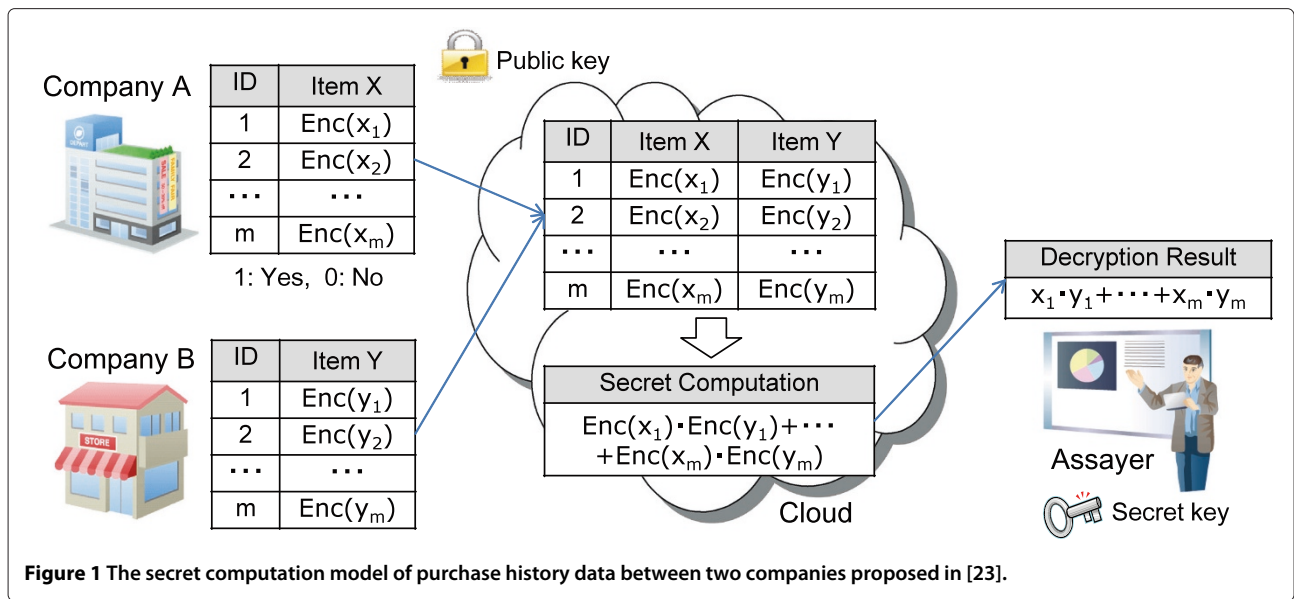 Public key
Company A
ID Item X
1 Enc(x₁)
2 Enc(x₂)
··· ···
m Enc(xₘ)
1: Yes, 0: No
Company B
STORE
ID Item Y
1 Enc(y₁)
2 Enc(y₂)
··· ···
m Enc(yₘ)
ID Item X Item Y
1 Enc(x₁) Enc(y₁)
2 Enc(x₂) Enc(y₂)
··· ··· ···
m Enc(xₘ) Enc(yₘ)
Secret Computation
Enc(x₁)·Enc(y₁)+···
+Enc(xₘ)·Enc(yₘ)
Cloud
Decryption Result
x₁·y₁+···+xₘ·yₘ
Assayer
Secret key
Figure 1 The secret computation model of purchase history data between two companies proposed in [23].